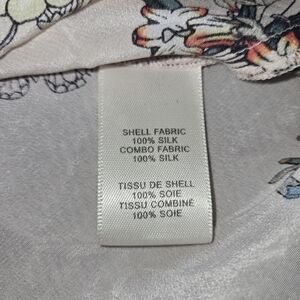 SHELL FABRIC
100% SILK
COMBO FABRIC
100% SILK
TISSU DE SHELL
100% SOIE
TISSU COMBINÉ
100% SOIE